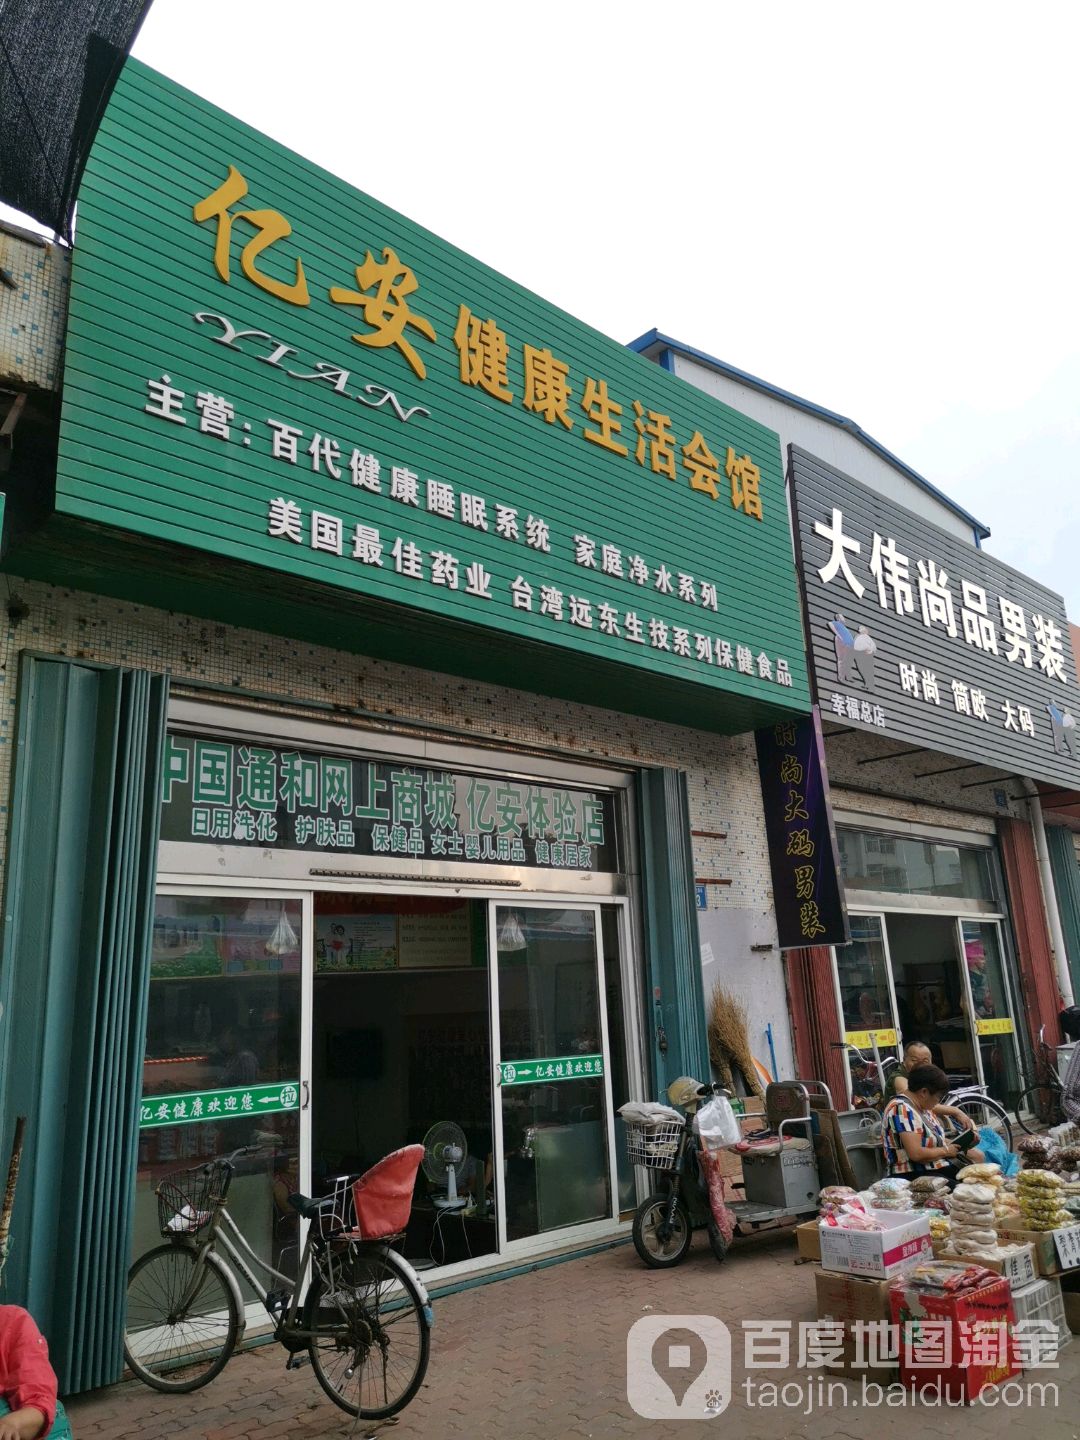 亿安健康生活会馆
YIAN
主营：百代健康睡眠系统 家庭净水系列
美国最佳药业 台湾远东生技系列保健食品
大伟尚品男装
时尚 简欧 大码
幸福总店
时尚大码男装
中国通和网上商城 亿安体验店
日用洗化 护肤品 保健品 女士婴儿用品 健康居家
亿安健康欢迎您←拉
拉→亿安健康欢迎您
百度地图淘金
taojin.baidu.com